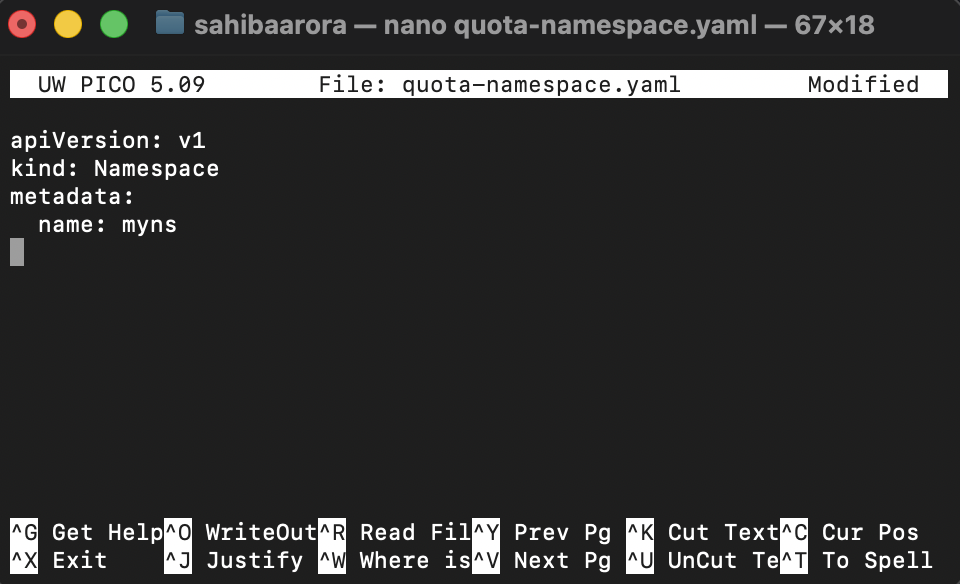 sahibaarora — nano quota-namespace.yaml — 67×18
UW PICO 5.09 File: quota-namespace.yaml Modified
apiVersion: v1
kind: Namespace
metadata:
  name: myns
^G Get Help ^O WriteOut ^R Read Fil ^Y Prev Pg ^K Cut Text ^C Cur Pos
^X Exit ^J Justify ^W Where is ^V Next Pg ^U UnCut Te ^T To Spell